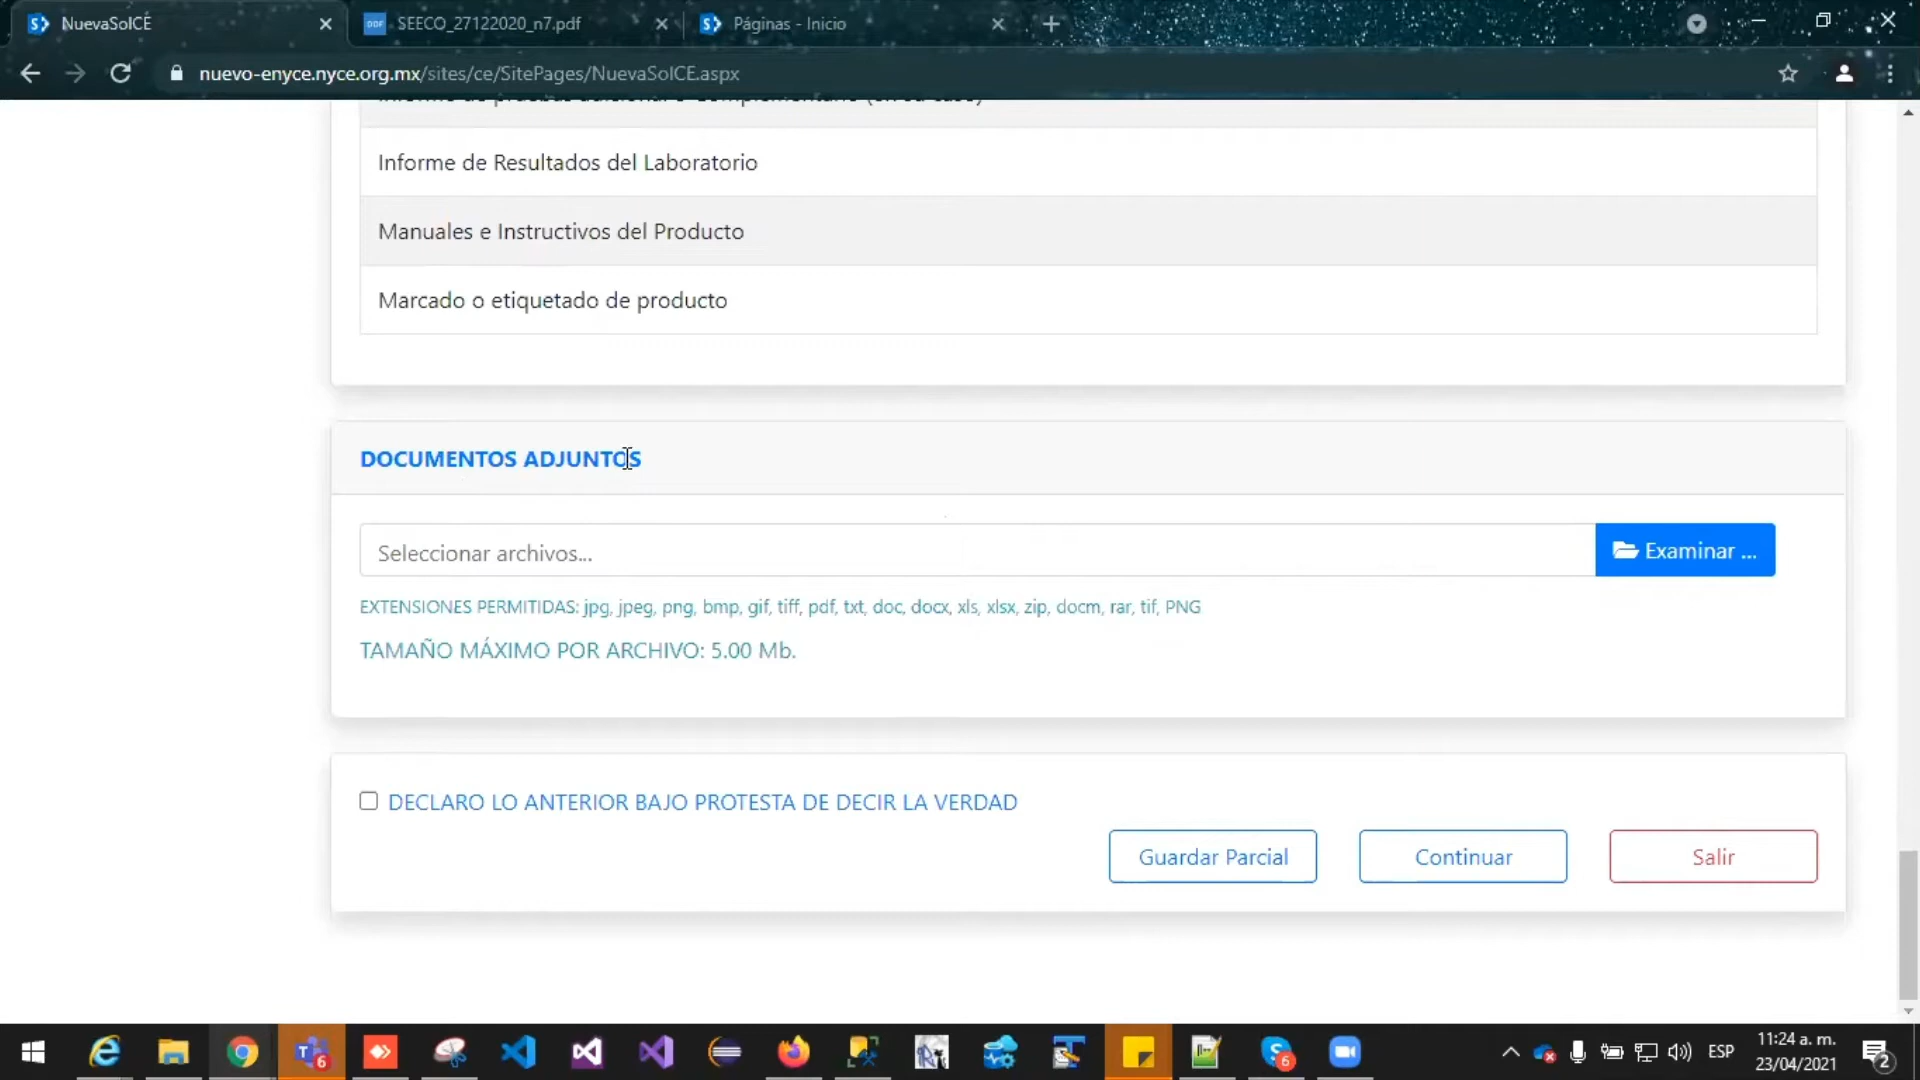 NuevaSolCE
SEECO_27122020_n7.pdf
Páginas - Inicio
nuevo-enyce.nyce.org.mx/sites/ce/SitePages/NuevaSolCE.aspx
Informe de Resultados del Laboratorio
Manuales e Instructivos del Producto
Marcado o etiquetado de producto
DOCUMENTOS ADJUNTOS
Seleccionar archivos...
Examinar ...
EXTENSIONES PERMITIDAS: jpg, jpeg, png, bmp, gif, tiff, pdf, txt, doc, docx, xls, xlsx, zip, docm, rar, tif, PNG
TAMAÑO MÁXIMO POR ARCHIVO: 5.00 Mb.
DECLARO LO ANTERIOR BAJO PROTESTA DE DECIR LA VERDAD
Guardar Parcial
Continuar
Salir
ESP
11:24 a. m.
23/04/2021